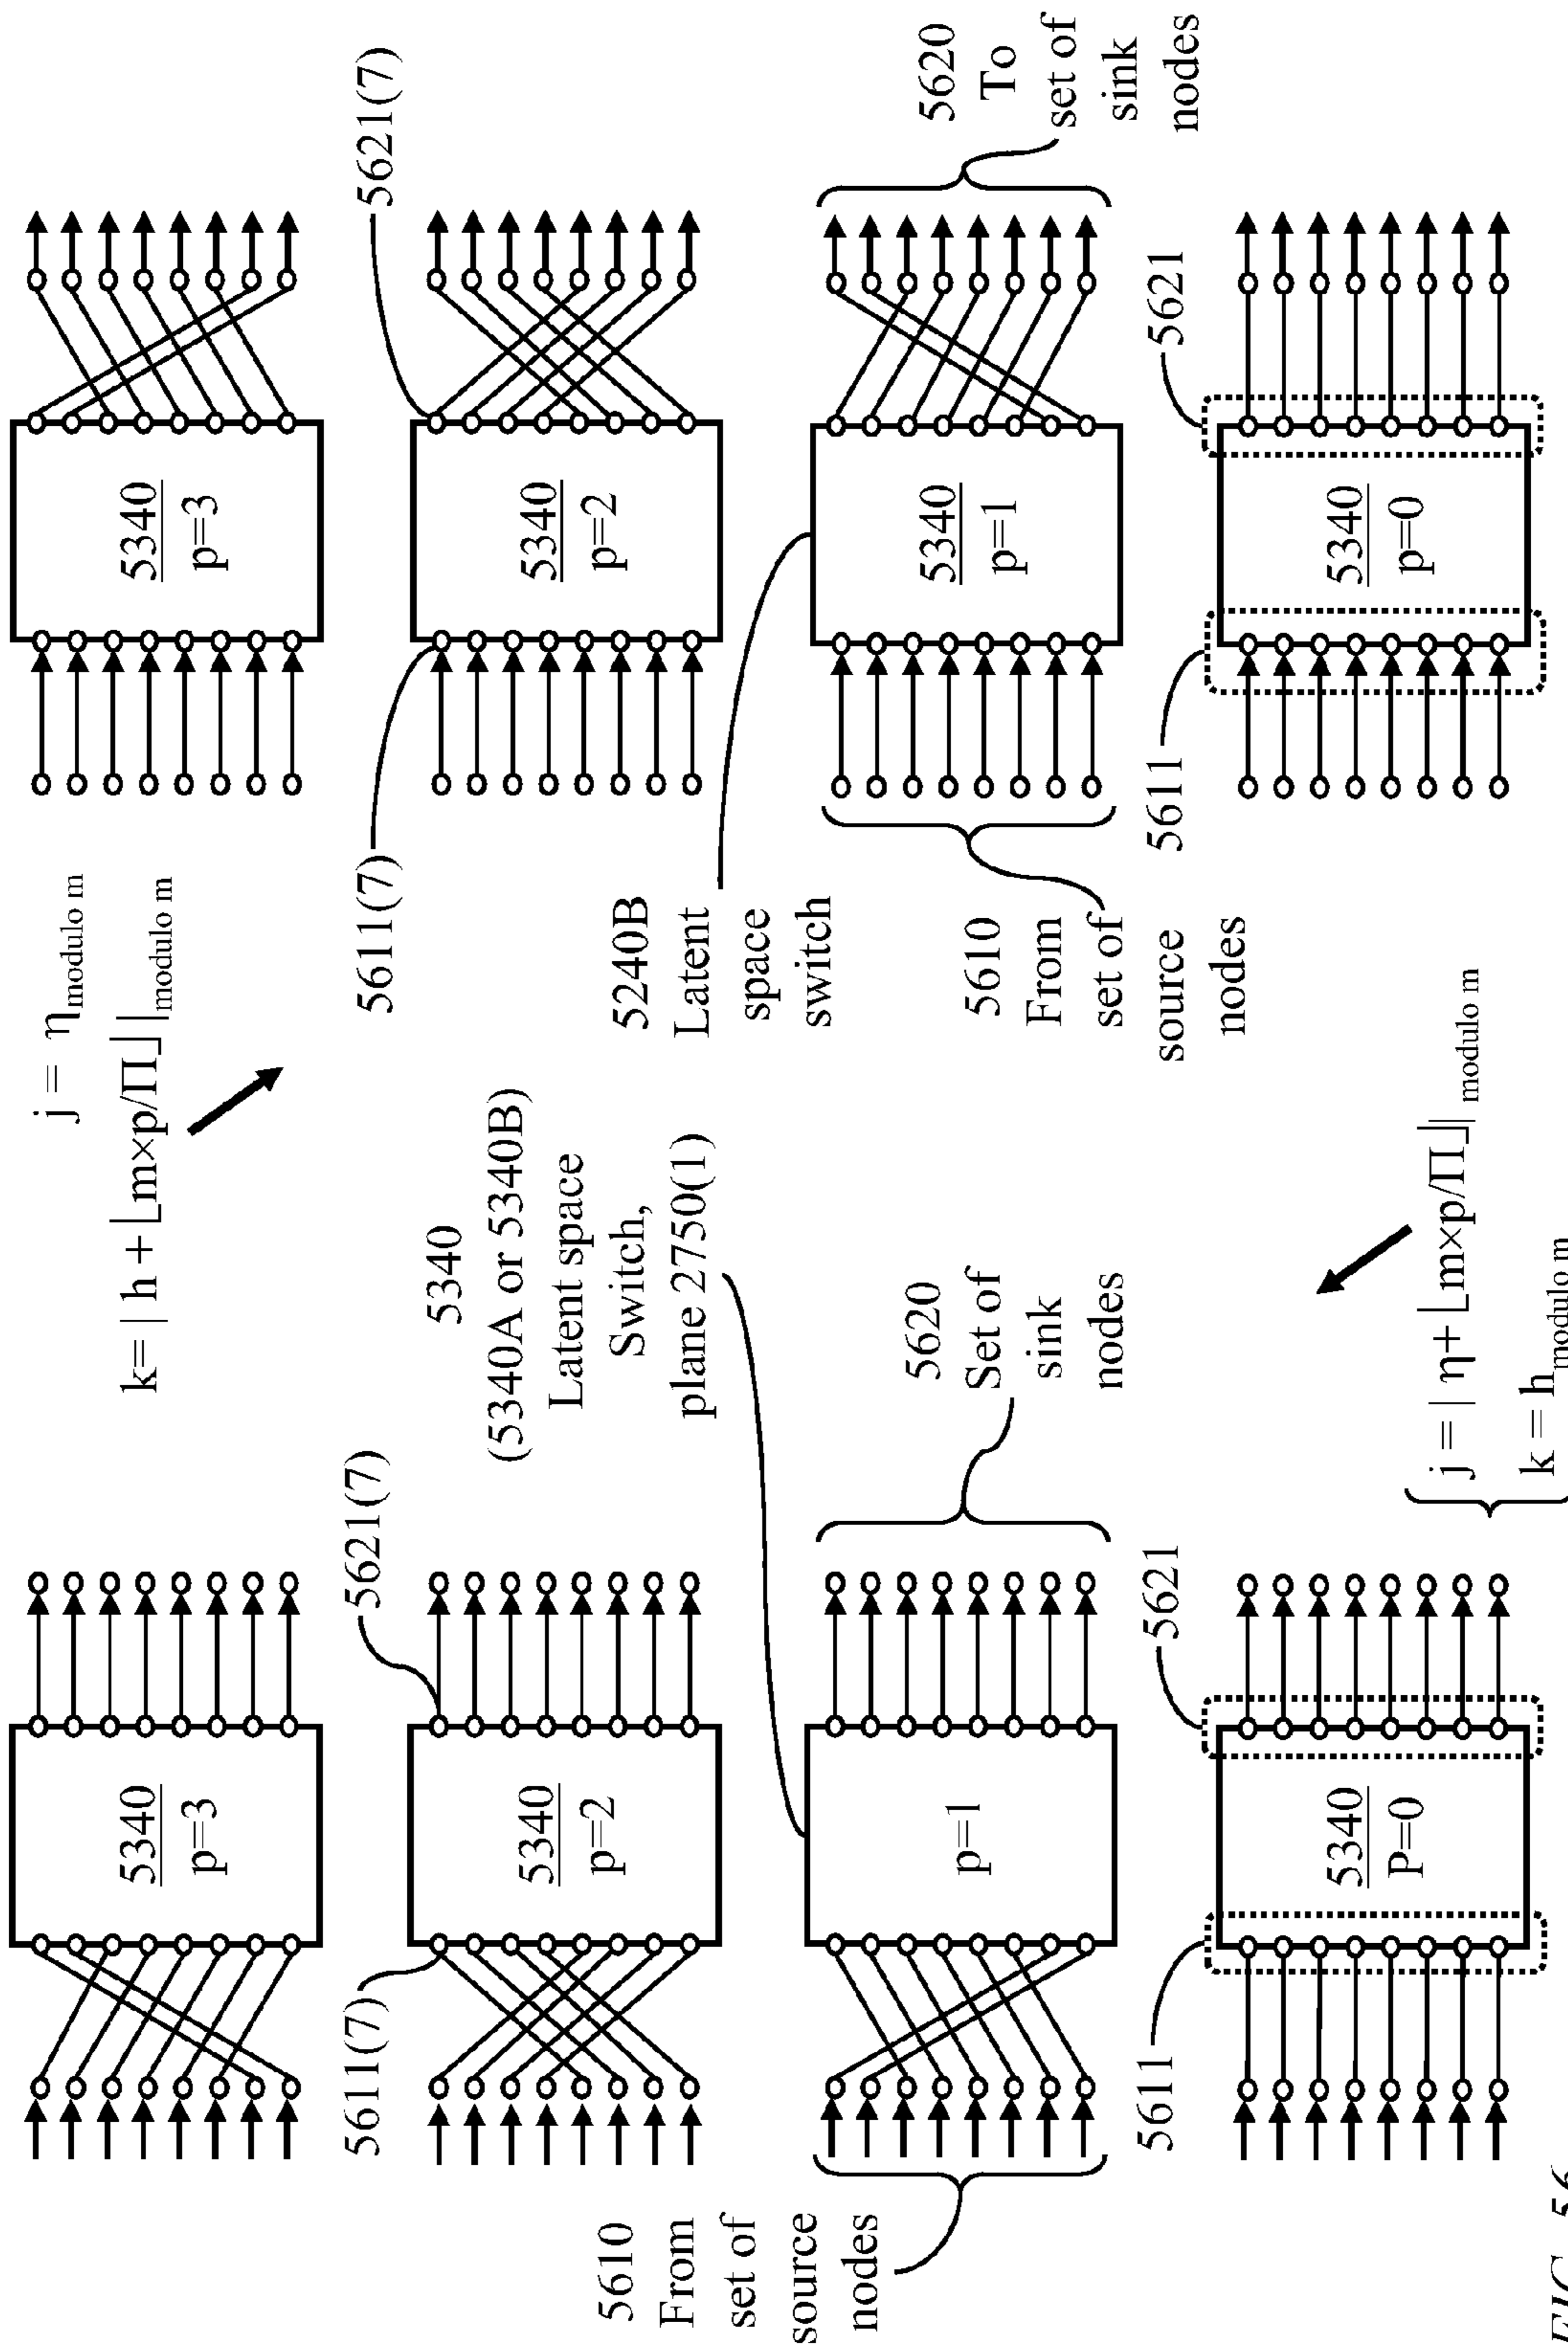 5340
p=3
5340
p=3
j = η modulo m
k= | h + ⌊m×p/Π⌋| modulo m
5611(7)
5621(7)
5340
p=2
5611(7)
5621(7)
5340
p=2
5340
(5340A or 5340B)
Latent space
Switch,
plane 2750(1)
5240B
Latent
space
switch
5610
From
set of
source
nodes
p=1
5620
Set of
sink
nodes
5610
From
set of
source
nodes
5340
p=1
5620
To
set of
sink
nodes
5611
5621
5340
P=0
5611
5621
5340
p=0
j = | η+ ⌊m×p/Π⌋| modulo m
k = h modulo m
FIG. 56